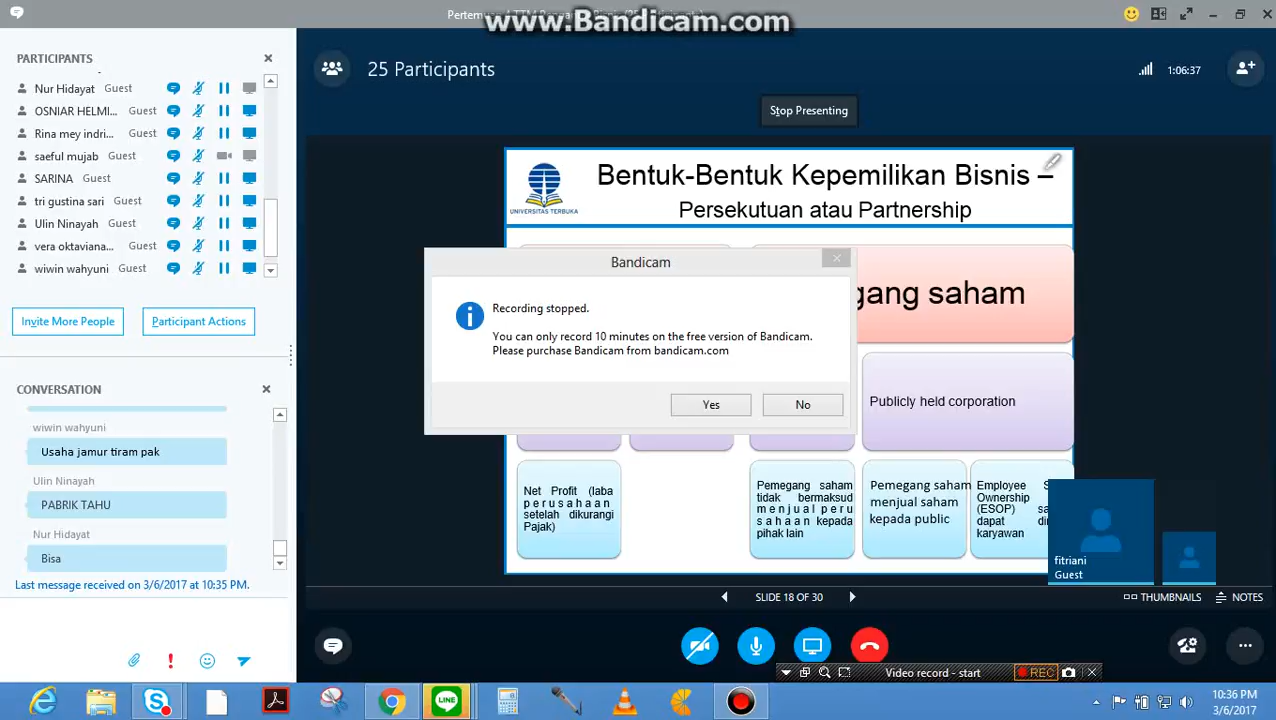 www.Bandicam.com
PARTICIPANTS
Nur Hidayat Guest
OSNIAR HELMI... Guest
Rina mey indri... Guest
saeful mujab Guest
SARINA Guest
tri gustina sari Guest
Ulin Ninayah Guest
vera oktaviana... Guest
wiwin wahyuni Guest
Invite More People
Participant Actions
CONVERSATION
wiwin wahyuni
Usaha jamur tiram pak
Ulin Ninayah
PABRIK TAHU
Nur Hidayat
Bisa
Last message received on 3/6/2017 at 10:35 PM.
25 Participants
1:06:37
Stop Presenting
UNIVERSITAS TERBUKA
Bentuk-Bentuk Kepemilikan Bisnis –
Persekutuan atau Partnership
gang saham
Bandicam
Recording stopped.
You can only record 10 minutes on the free version of Bandicam.
Please purchase Bandicam from bandicam.com
Yes
No
Publicly held corporation
Net Profit (laba
perusahaan
setelah dikurangi
Pajak)
Pemegang saham
tidak bermaksud
menjual peru
sahaan kepada
pihak lain
Pemegang saham
menjual saham
kepada public
Employee S
Ownership
(ESOP) sa
dapat di
karyawan
fitriani
Guest
SLIDE 18 OF 30
THUMBNAILS
NOTES
Video record - start
REC
LINE
10:36 PM
3/6/2017